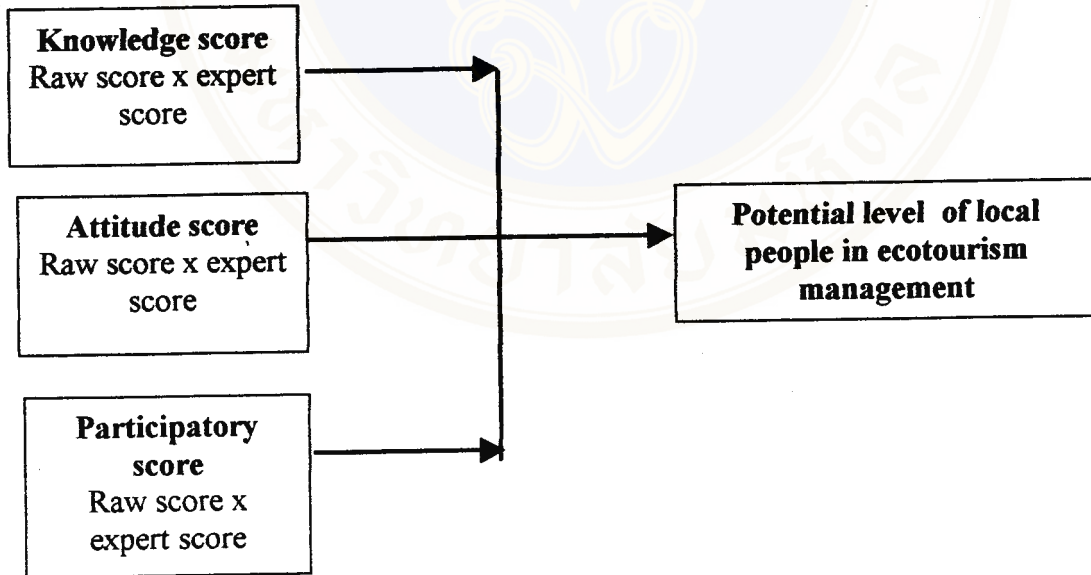 Knowledge score
Raw score x expert
score
Attitude score
Raw score x expert
score
Participatory
score
Raw score x
expert score
Potential level of local
people in ecotourism
management